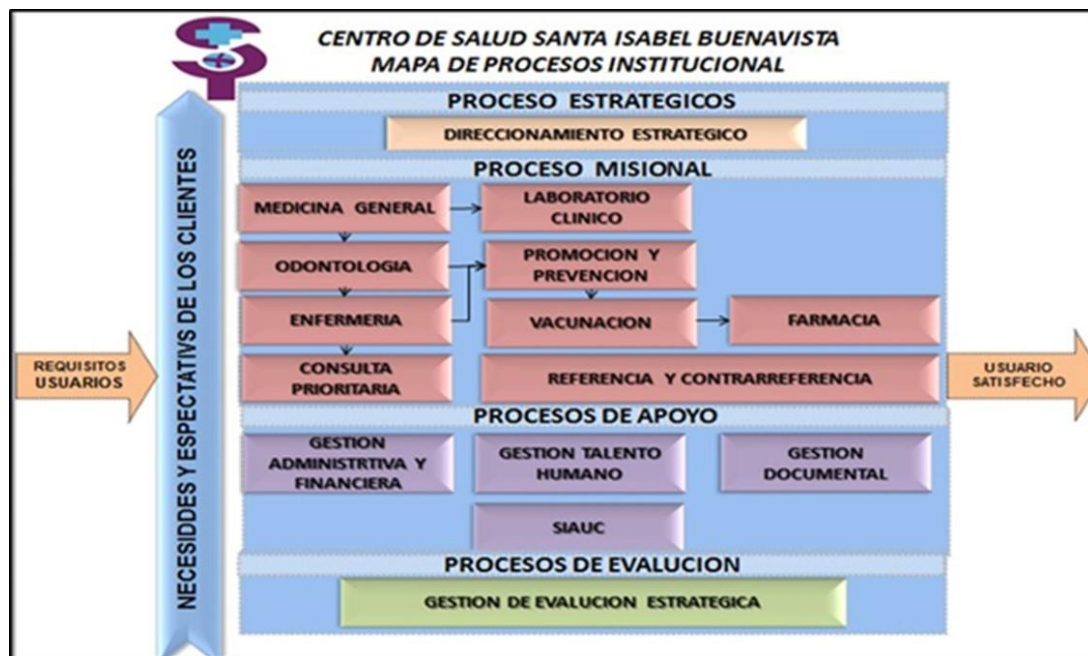 CENTRO DE SALUD SANTA ISABEL BUENAVISTA
MAPA DE PROCESOS INSTITUCIONAL
NECESIDDES Y ESPECTATIVS DE LOS CLIENTES
REQUISITOS
USUARIOS
PROCESO ESTRATEGICOS
DIRECCIONAMIENTO ESTRATEGICO
PROCESO MISIONAL
MEDICINA GENERAL
LABORATORIO
CLINICO
ODONTOLOGIA
PROMOCION Y
PREVENCION
ENFERMERIA
VACUNACION
FARMACIA
CONSULTA
PRIORITARIA
REFERENCIA Y CONTRARREFERENCIA
USUARIO
SATISFECHO
PROCESOS DE APOYO
GESTION
ADMINISTRTIVA Y
FINANCIERA
GESTION TALENTO
HUMANO
GESTION
DOCUMENTAL
SIAUC
PROCESOS DE EVALUCION
GESTION DE EVALUCION ESTRATEGICA